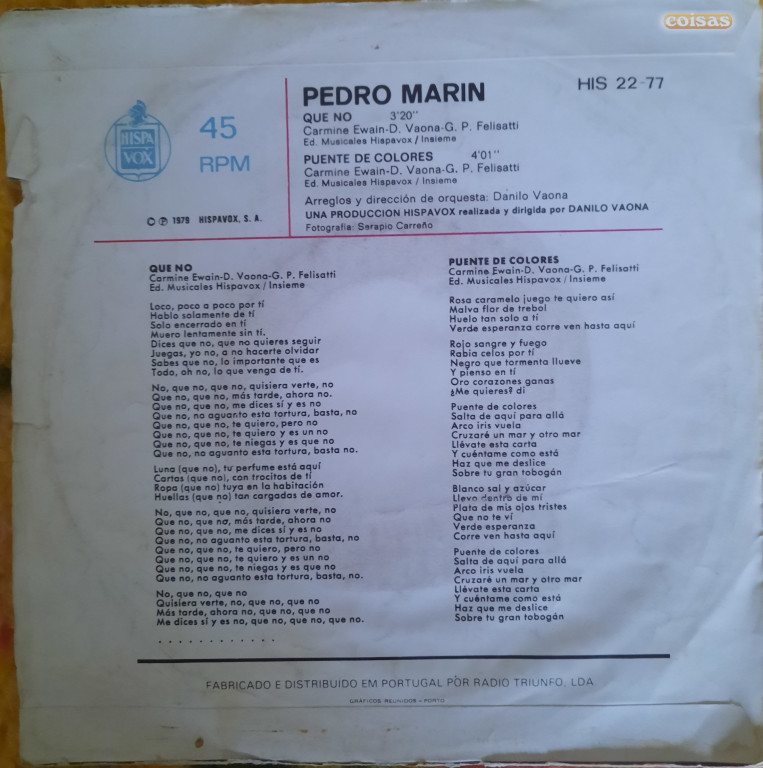 coisas
HISPA
VOX
45
RPM
© ℗ 1979 HISPAVOX, S. A.
PEDRO MARIN
HIS 22-77
QUE NO 3'20''
Carmine Ewain-D. Vaona-G. P. Felisatti
Ed. Musicales Hispavox / Insieme
PUENTE DE COLORES 4'01''
Carmine Ewain-D. Vaona-G. P. Felisatti
Ed. Musicales Hispavox / Insieme
Arreglos y dirección de orquesta: Danilo Vaona
UNA PRODUCCION HISPAVOX realizada y dirigida por DANILO VAONA
Fotografía: Serapio Carreño
QUE NO
Carmine Ewain-D. Vaona-G. P. Felisatti
Ed. Musicales Hispavox / Insieme
Loco, poco a poco por tí
Hablo solamente de tí
Solo encerrado en tí
Muero lentamente sin tí.
Dices que no, que no quieres seguir
Juegas, yo no, a no hacerte olvidar
Sabes que no, lo importante que es
Todo, oh no, lo que venga de tí.
No, que no, que no, quisiera verte, no
Que no, que no, más tarde, ahora no.
Que no, que no, me dices sí y es no
Que no, no aguanto esta tortura, basta, no
Que no, que no, te quiero, pero no
Que no, que no, te quiero y es un no
Que no, que no, te niegas y es que no
Que no, no aguanto esta tortura, basta no.
Luna (que no), tu perfume está aquí
Cartas (que no), con trocitos de tí
Ropa (que no) tuya en la habitación
Huellas (que no) tan cargadas de amor.
No, que no, que no, quisiera verte, no
Que no, que no, más tarde, ahora no
Que no, que no, me dices sí y es no
Que no, no aguanto esta tortura, basta, no
Que no, que no, te quiero, pero no
Que no, que no, te quiero y es un no
Que no, que no, te niegas y es que no
Que no, no aguanto esta tortura, basta, no.
No, que no, que no
Quisiera verte, no, que no, que no
Más tarde, ahora no, que no, que no
Me dices sí y es no, que no, que no, que no.
. . . . . . . . . . . .
PUENTE DE COLORES
Carmine Ewain-D. Vaona-G. P. Felisatti
Ed. Musicales Hispavox / Insieme
Rosa caramelo juego te quiero así
Malva flor de trebol
Huelo tan solo a tí
Verde esperanza corre ven hasta aquí
Rojo sangre y fuego
Rabia celos por tí
Negro que tormenta llueve
Y pienso en tí
Oro corazones ganas
¿Me quieres? di
Puente de colores
Salta de aquí para allá
Arco iris vuela
Cruzaré un mar y otro mar
Llévate esta carta
Y cuéntame como está
Haz que me deslice
Sobre tu gran tobogán
Blanco sal y azúcar
Llevo dentro de mí
Plata de mis ojos tristes
Que no te ví
Verde esperanza
Corre ven hasta aquí
Puente de colores
Salta de aquí para allá
Arco iris vuela
Cruzaré un mar y otro mar
Llévate esta carta
Y cuéntame como está
Haz que me deslice
Sobre tu gran tobogán
FABRICADO E DISTRIBUIDO EM PORTUGAL POR RADIO TRIUNFO, LDA
GRÁFICOS REUNIDOS - PORTO